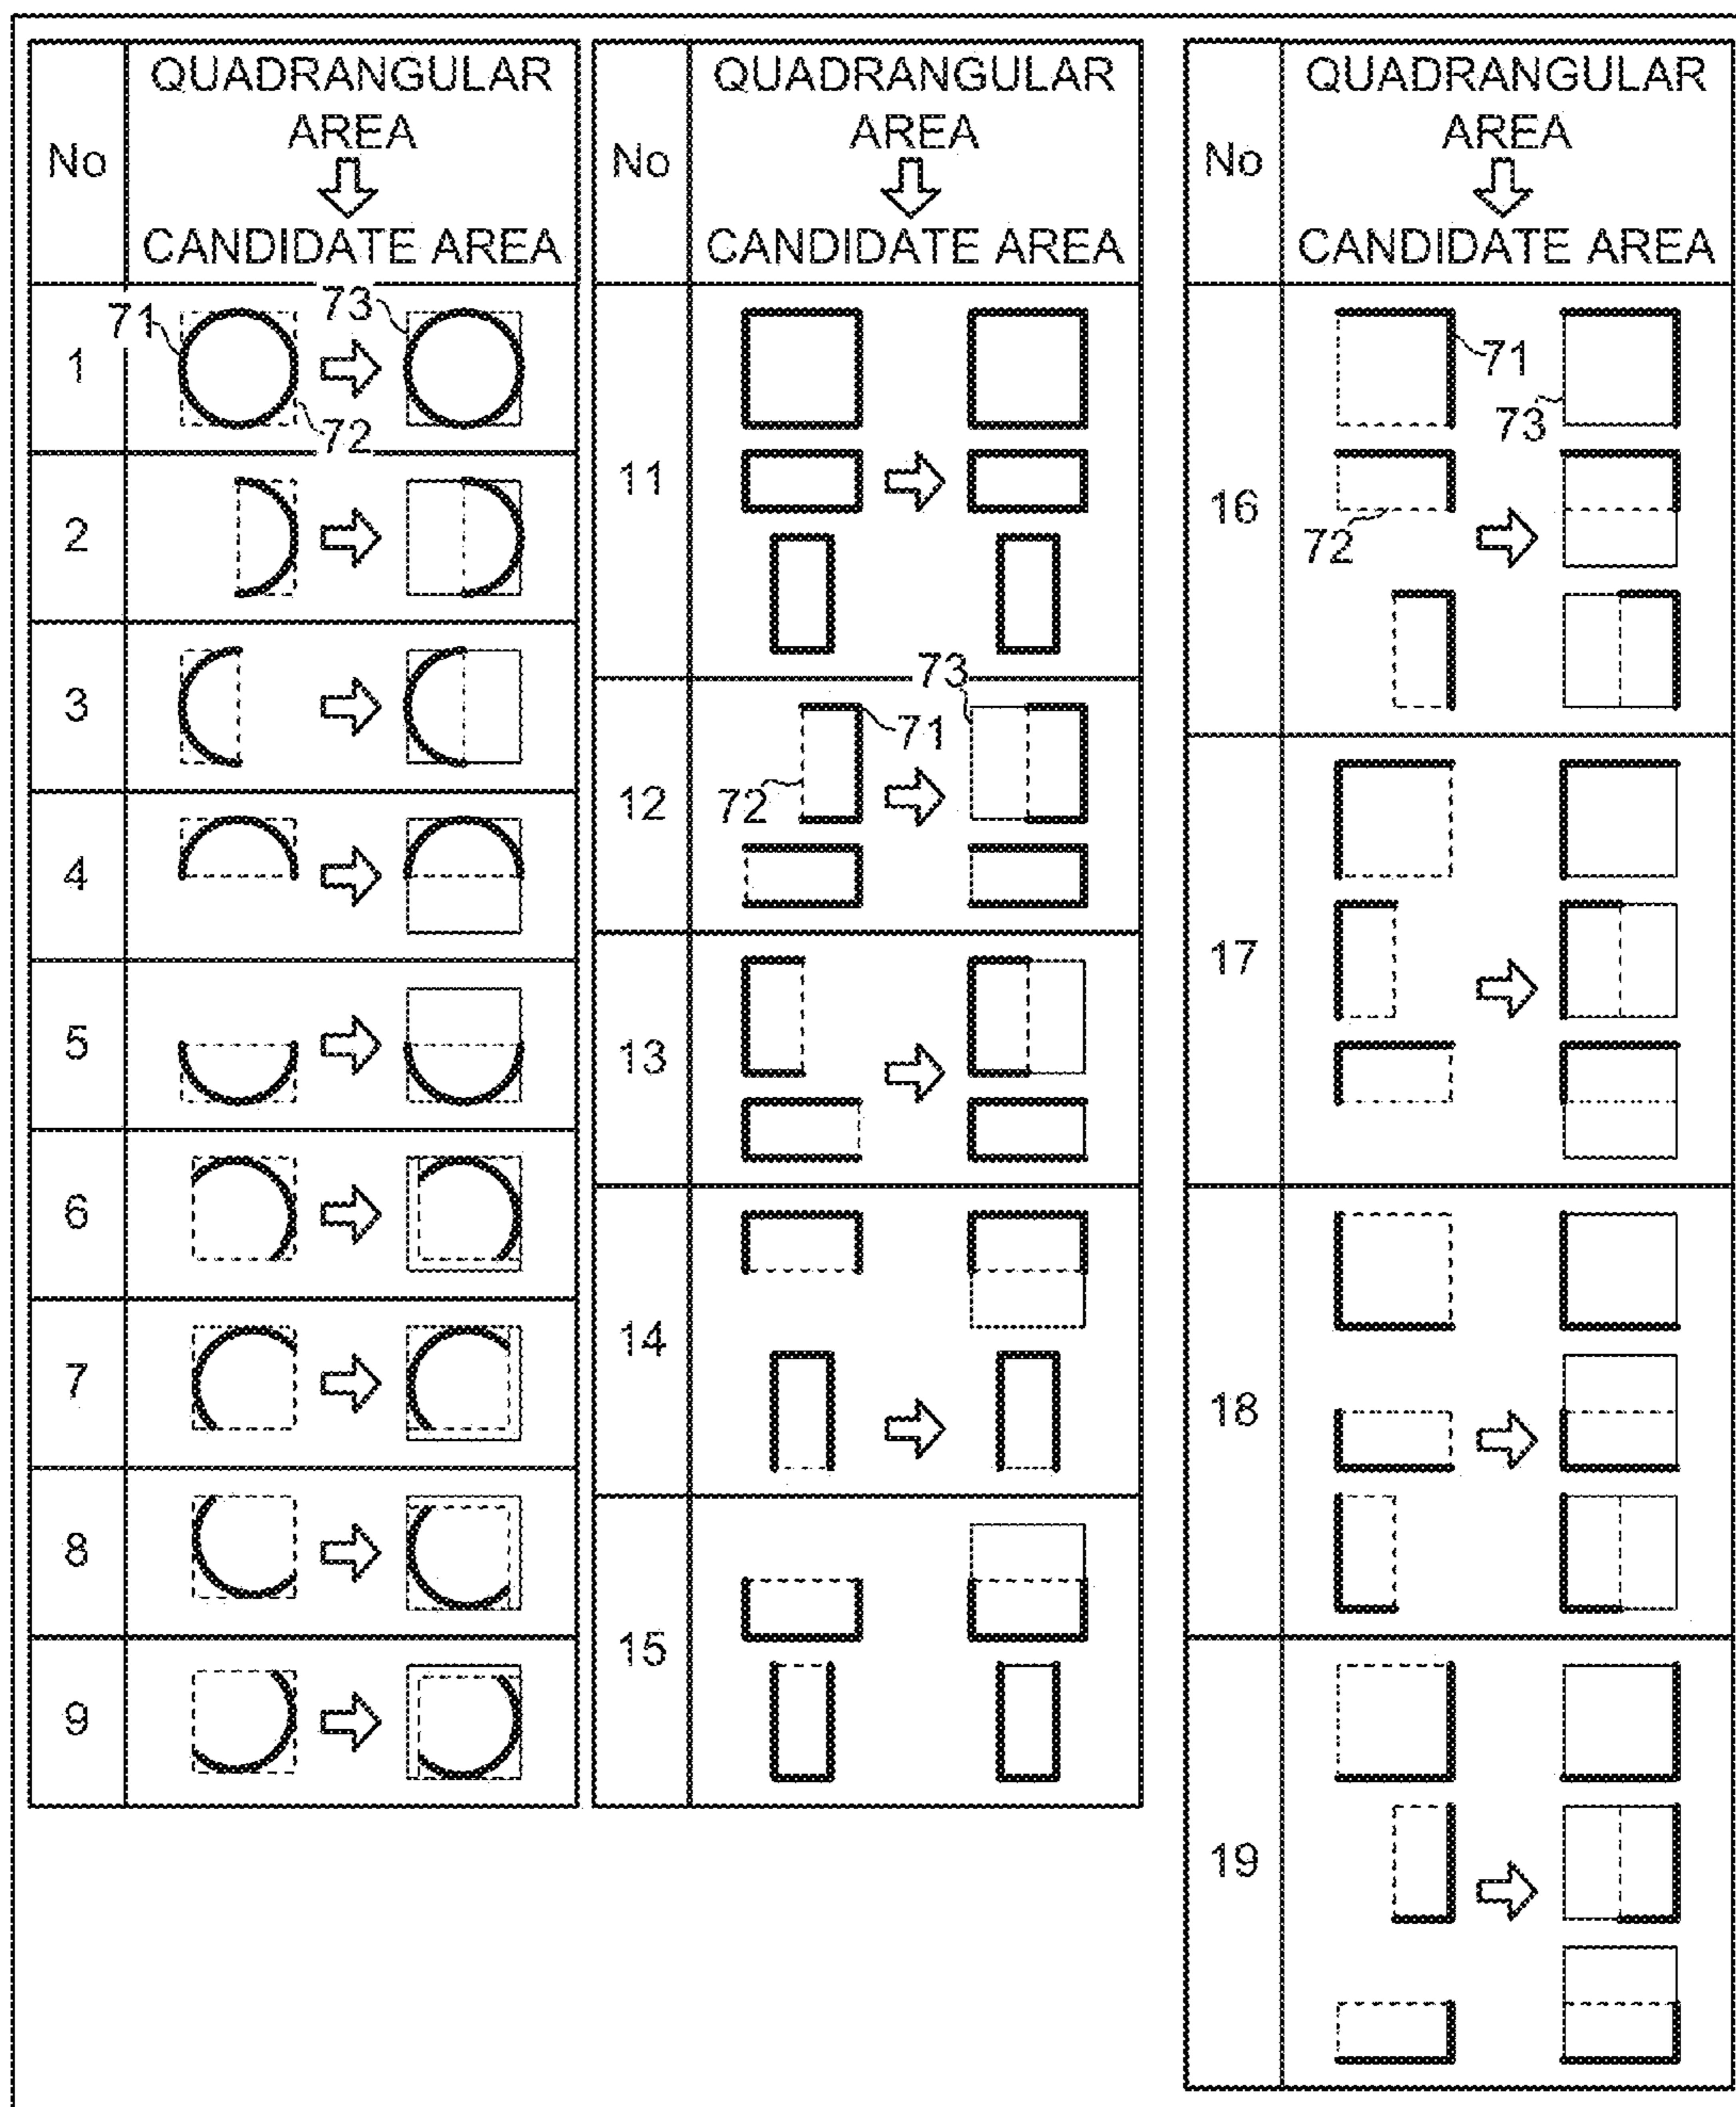 No
QUADRANGULAR
AREA
CANDIDATE AREA
1
71
72
73
2
3
4
5
6
7
8
9
No
QUADRANGULAR
AREA
CANDIDATE AREA
11
12
71
72
73
13
14
15
No
QUADRANGULAR
AREA
CANDIDATE AREA
16
71
73
72
17
18
19